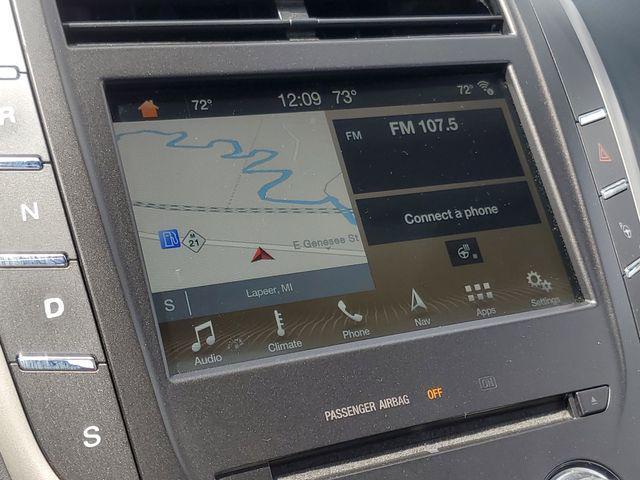 72° 12:09 73° 72°
FM FM 107.5
Connect a phone
M
21
E Genesee St
S Lapeer, MI
Audio Climate Phone Nav Apps Settings
PASSENGER AIRBAG OFF ON
R
N
D
S